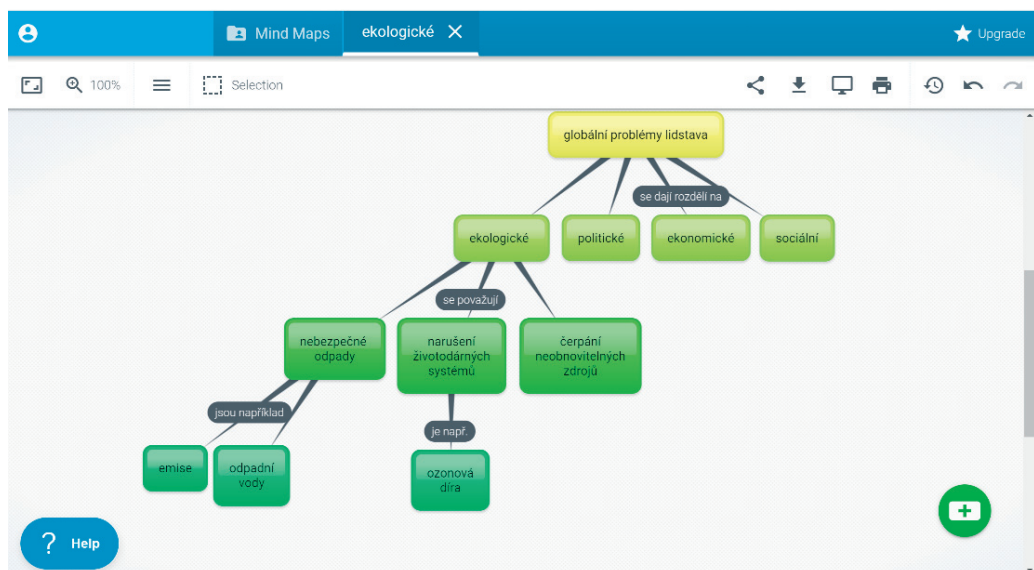 Mind Maps
ekologické
Upgrade
100%
Selection
globální problémy lidstava
se dají rozdělí na
ekologické
politické
ekonomické
sociální
se považují
nebezpečné
odpady
narušení
životodárných
systémů
čerpání
neobnovitelných
zdrojů
jsou například
je např.
emise
odpadní
vody
ozonová
díra
? Help